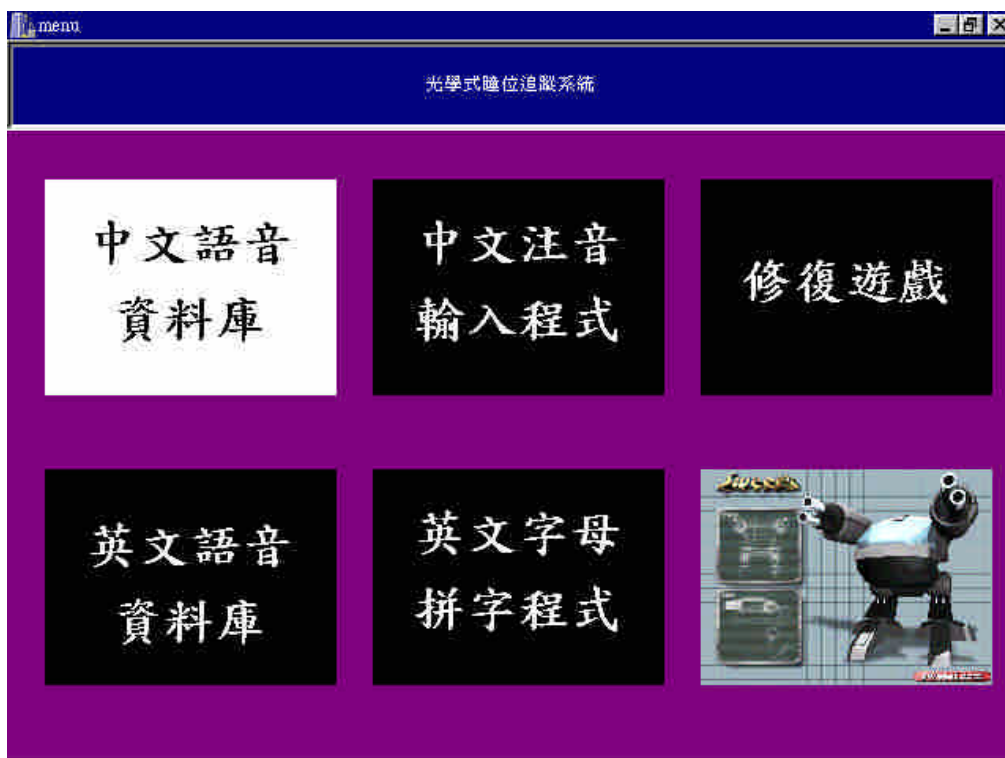 menu
光學式瞳位追蹤系統
中文語音
資料庫
中文注音
輸入程式
修復遊戲
英文語音
資料庫
英文字母
拼字程式